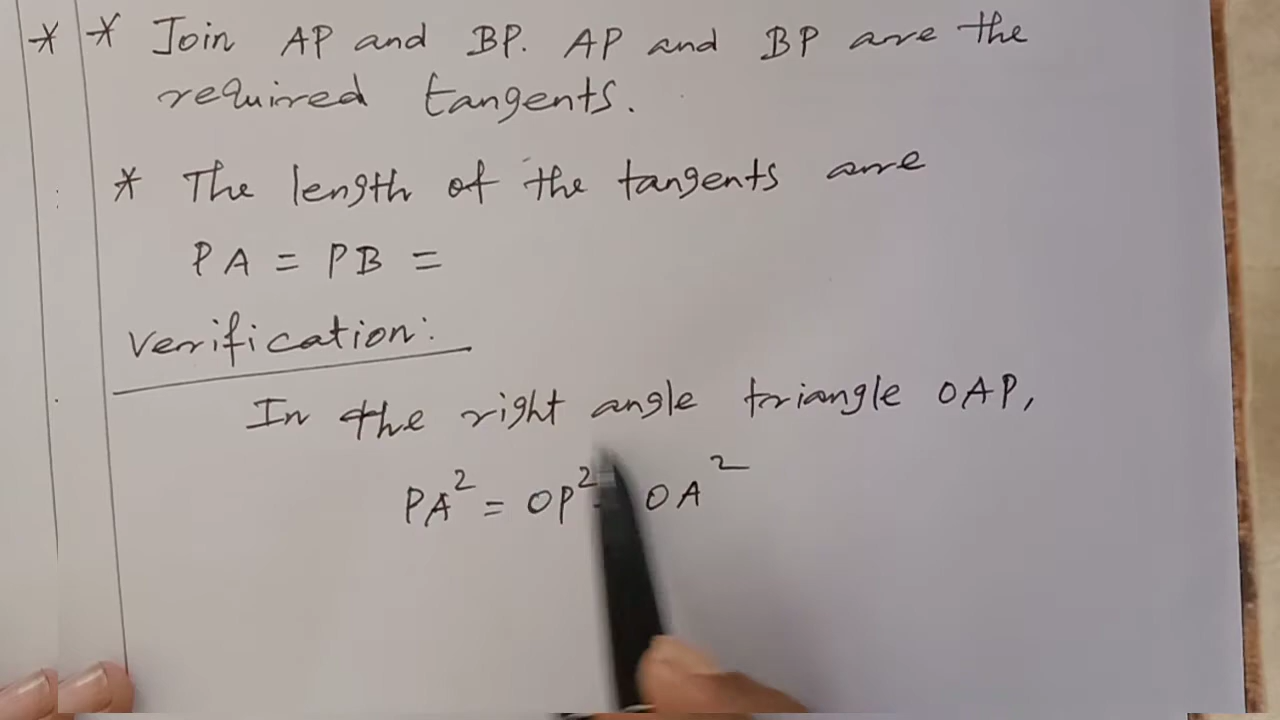 * * Join AP and BP. AP and BP are the
required tangents.
* The length of the tangents are
PA = PB =
Verification:
In the right angle triangle OAP,
PA² = OP² - OA²